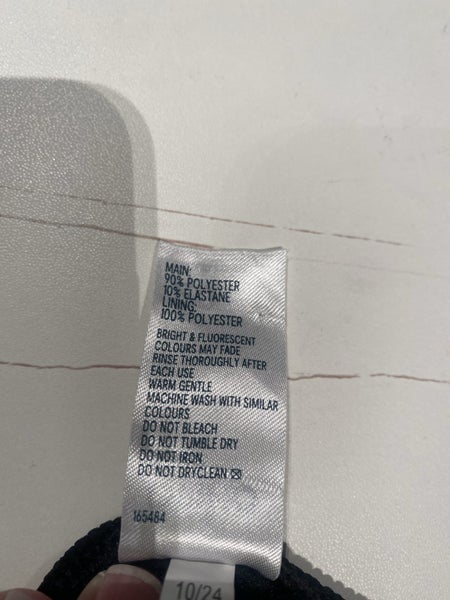 MAIN:
90% POLYESTER
10% ELASTANE
LINING:
100% POLYESTER
BRIGHT & FLUORESCENT
COLOURS MAY FADE
RINSE THOROUGHLY AFTER
EACH USE
WARM GENTLE
MACHINE WASH WITH SIMILAR
COLOURS
DO NOT BLEACH
DO NOT TUMBLE DRY
DO NOT IRON
DO NOT DRYCLEAN
165484
10/24